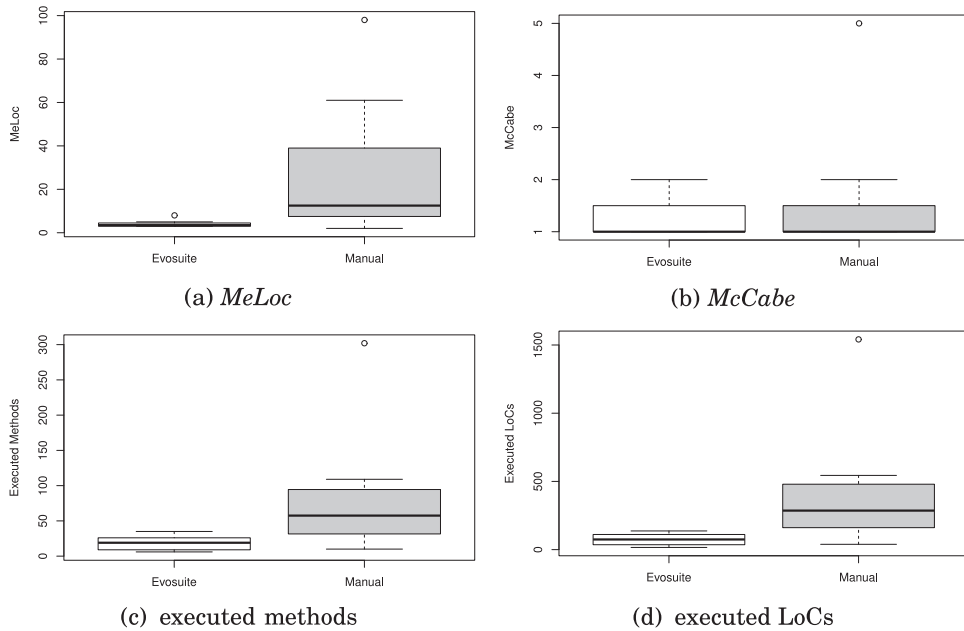 MeLoc
100
80
60
40
20
0
Evosuite Manual
(a) MeLoc
McCabe
5
4
3
2
1
Evosuite Manual
(b) McCabe
Executed Methods
300
250
200
150
100
50
0
Evosuite Manual
(c) executed methods
Executed LoCs
1500
1000
500
0
Evosuite Manual
(d) executed LoCs